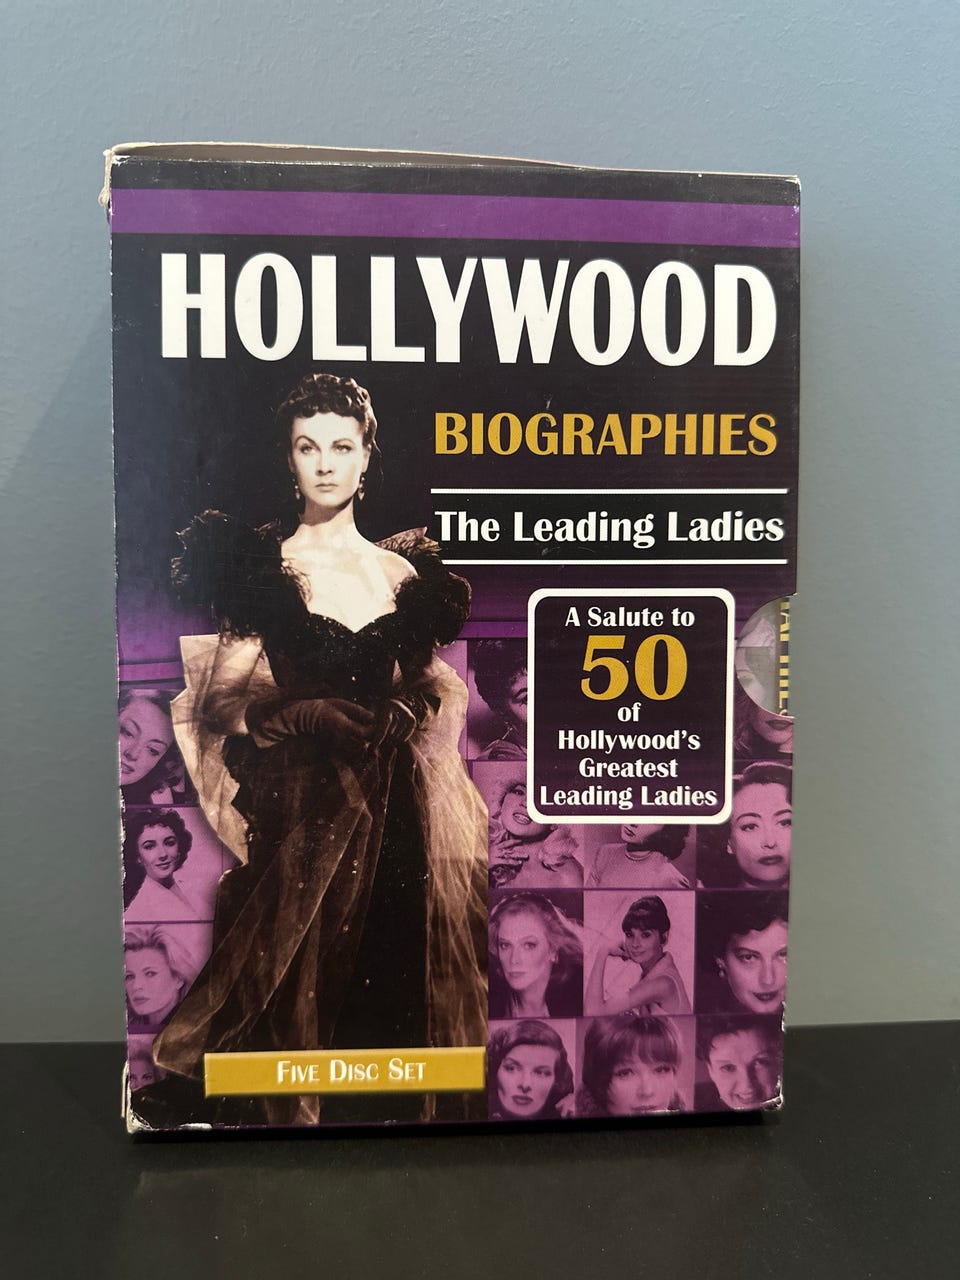 HOLLYWOOD
BIOGRAPHIES
The Leading Ladies
A Salute to
50
of
Hollywood's
Greatest
Leading Ladies
FIVE DISC SET